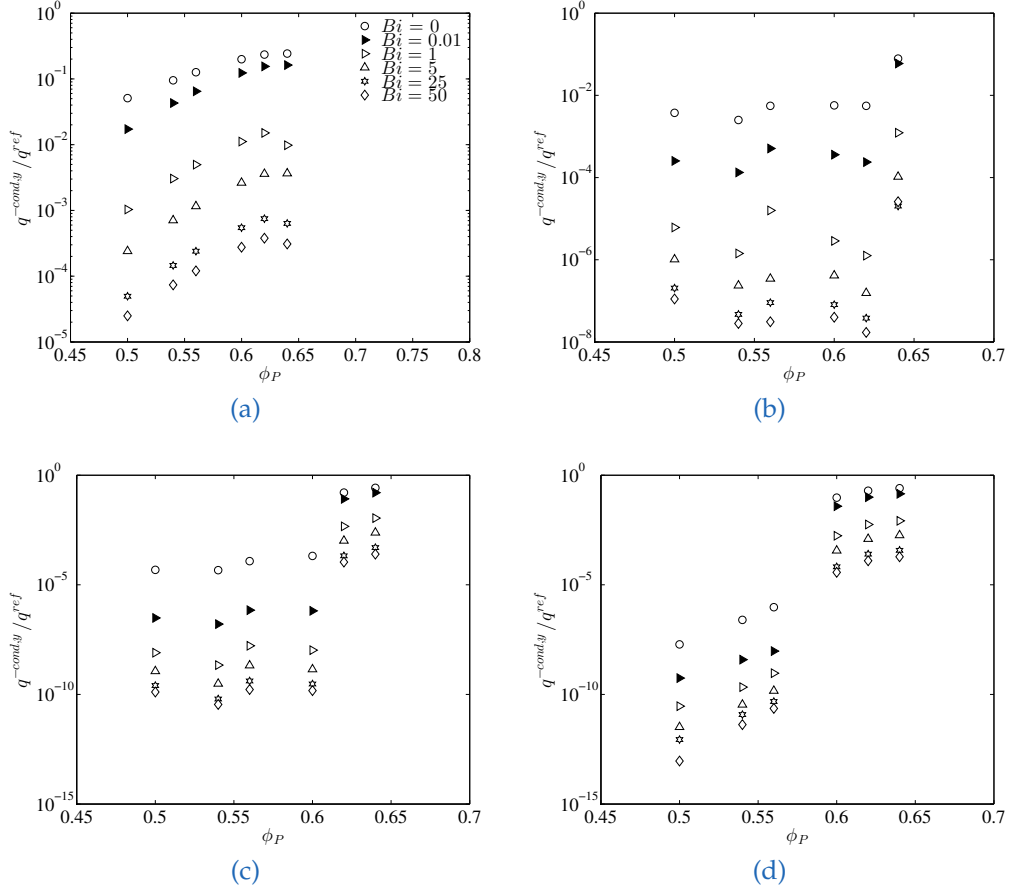 10^0
10^-1
10^-2
10^-3
10^-4
10^-5
q^-cond,y/q^ref
Bi = 0
Bi = 0.01
Bi = 1
Bi = 5
Bi = 25
Bi = 50
0.45 0.5 0.55 0.6 0.65 0.7 0.75 0.8
ϕ_P
(a)
10^0
10^-2
10^-4
10^-6
10^-8
q^-cond,y/q^ref
0.45 0.5 0.55 0.6 0.65 0.7
ϕ_P
(b)
10^0
10^-5
10^-10
10^-15
q^-cond,y/q^ref
0.45 0.5 0.55 0.6 0.65 0.7
ϕ_P
(c)
10^0
10^-5
10^-10
10^-15
q^-cond,y/q^ref
0.45 0.5 0.55 0.6 0.65 0.7
ϕ_P
(d)